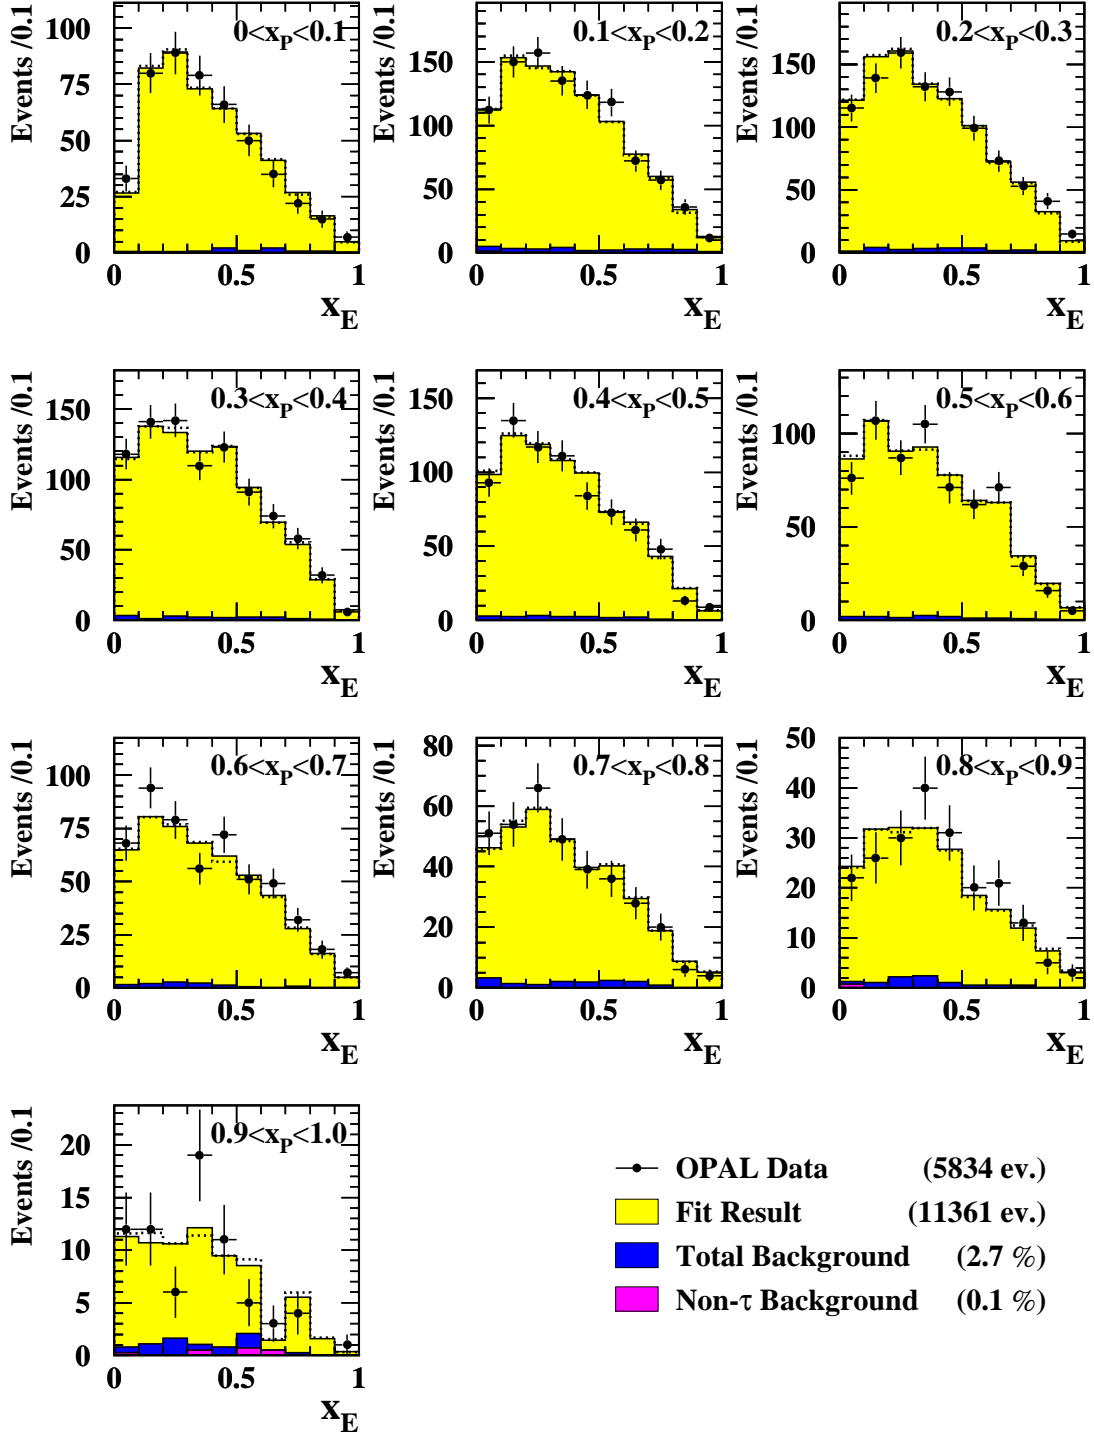 Events /0.1
0<x_P<0.1
100
75
50
25
0
0 0.5 1
x_E
Events /0.1
0.1<x_P<0.2
150
100
50
0
0 0.5 1
x_E
Events /0.1
0.2<x_P<0.3
150
100
50
0
0 0.5 1
x_E
Events /0.1
0.3<x_P<0.4
150
100
50
0
0 0.5 1
x_E
Events /0.1
0.4<x_P<0.5
150
100
50
0
0 0.5 1
x_E
Events /0.1
0.5<x_P<0.6
100
50
0
0 0.5 1
x_E
Events /0.1
0.6<x_P<0.7
100
75
50
25
0
0 0.5 1
x_E
Events /0.1
0.7<x_P<0.8
80
60
40
20
0
0 0.5 1
x_E
Events /0.1
0.8<x_P<0.9
50
40
30
20
10
0
0 0.5 1
x_E
Events /0.1
0.9<x_P<1.0
20
15
10
5
0
0 0.5 1
x_E
OPAL Data (5834 ev.)
Fit Result (11361 ev.)
Total Background (2.7 %)
Non-τ Background (0.1 %)